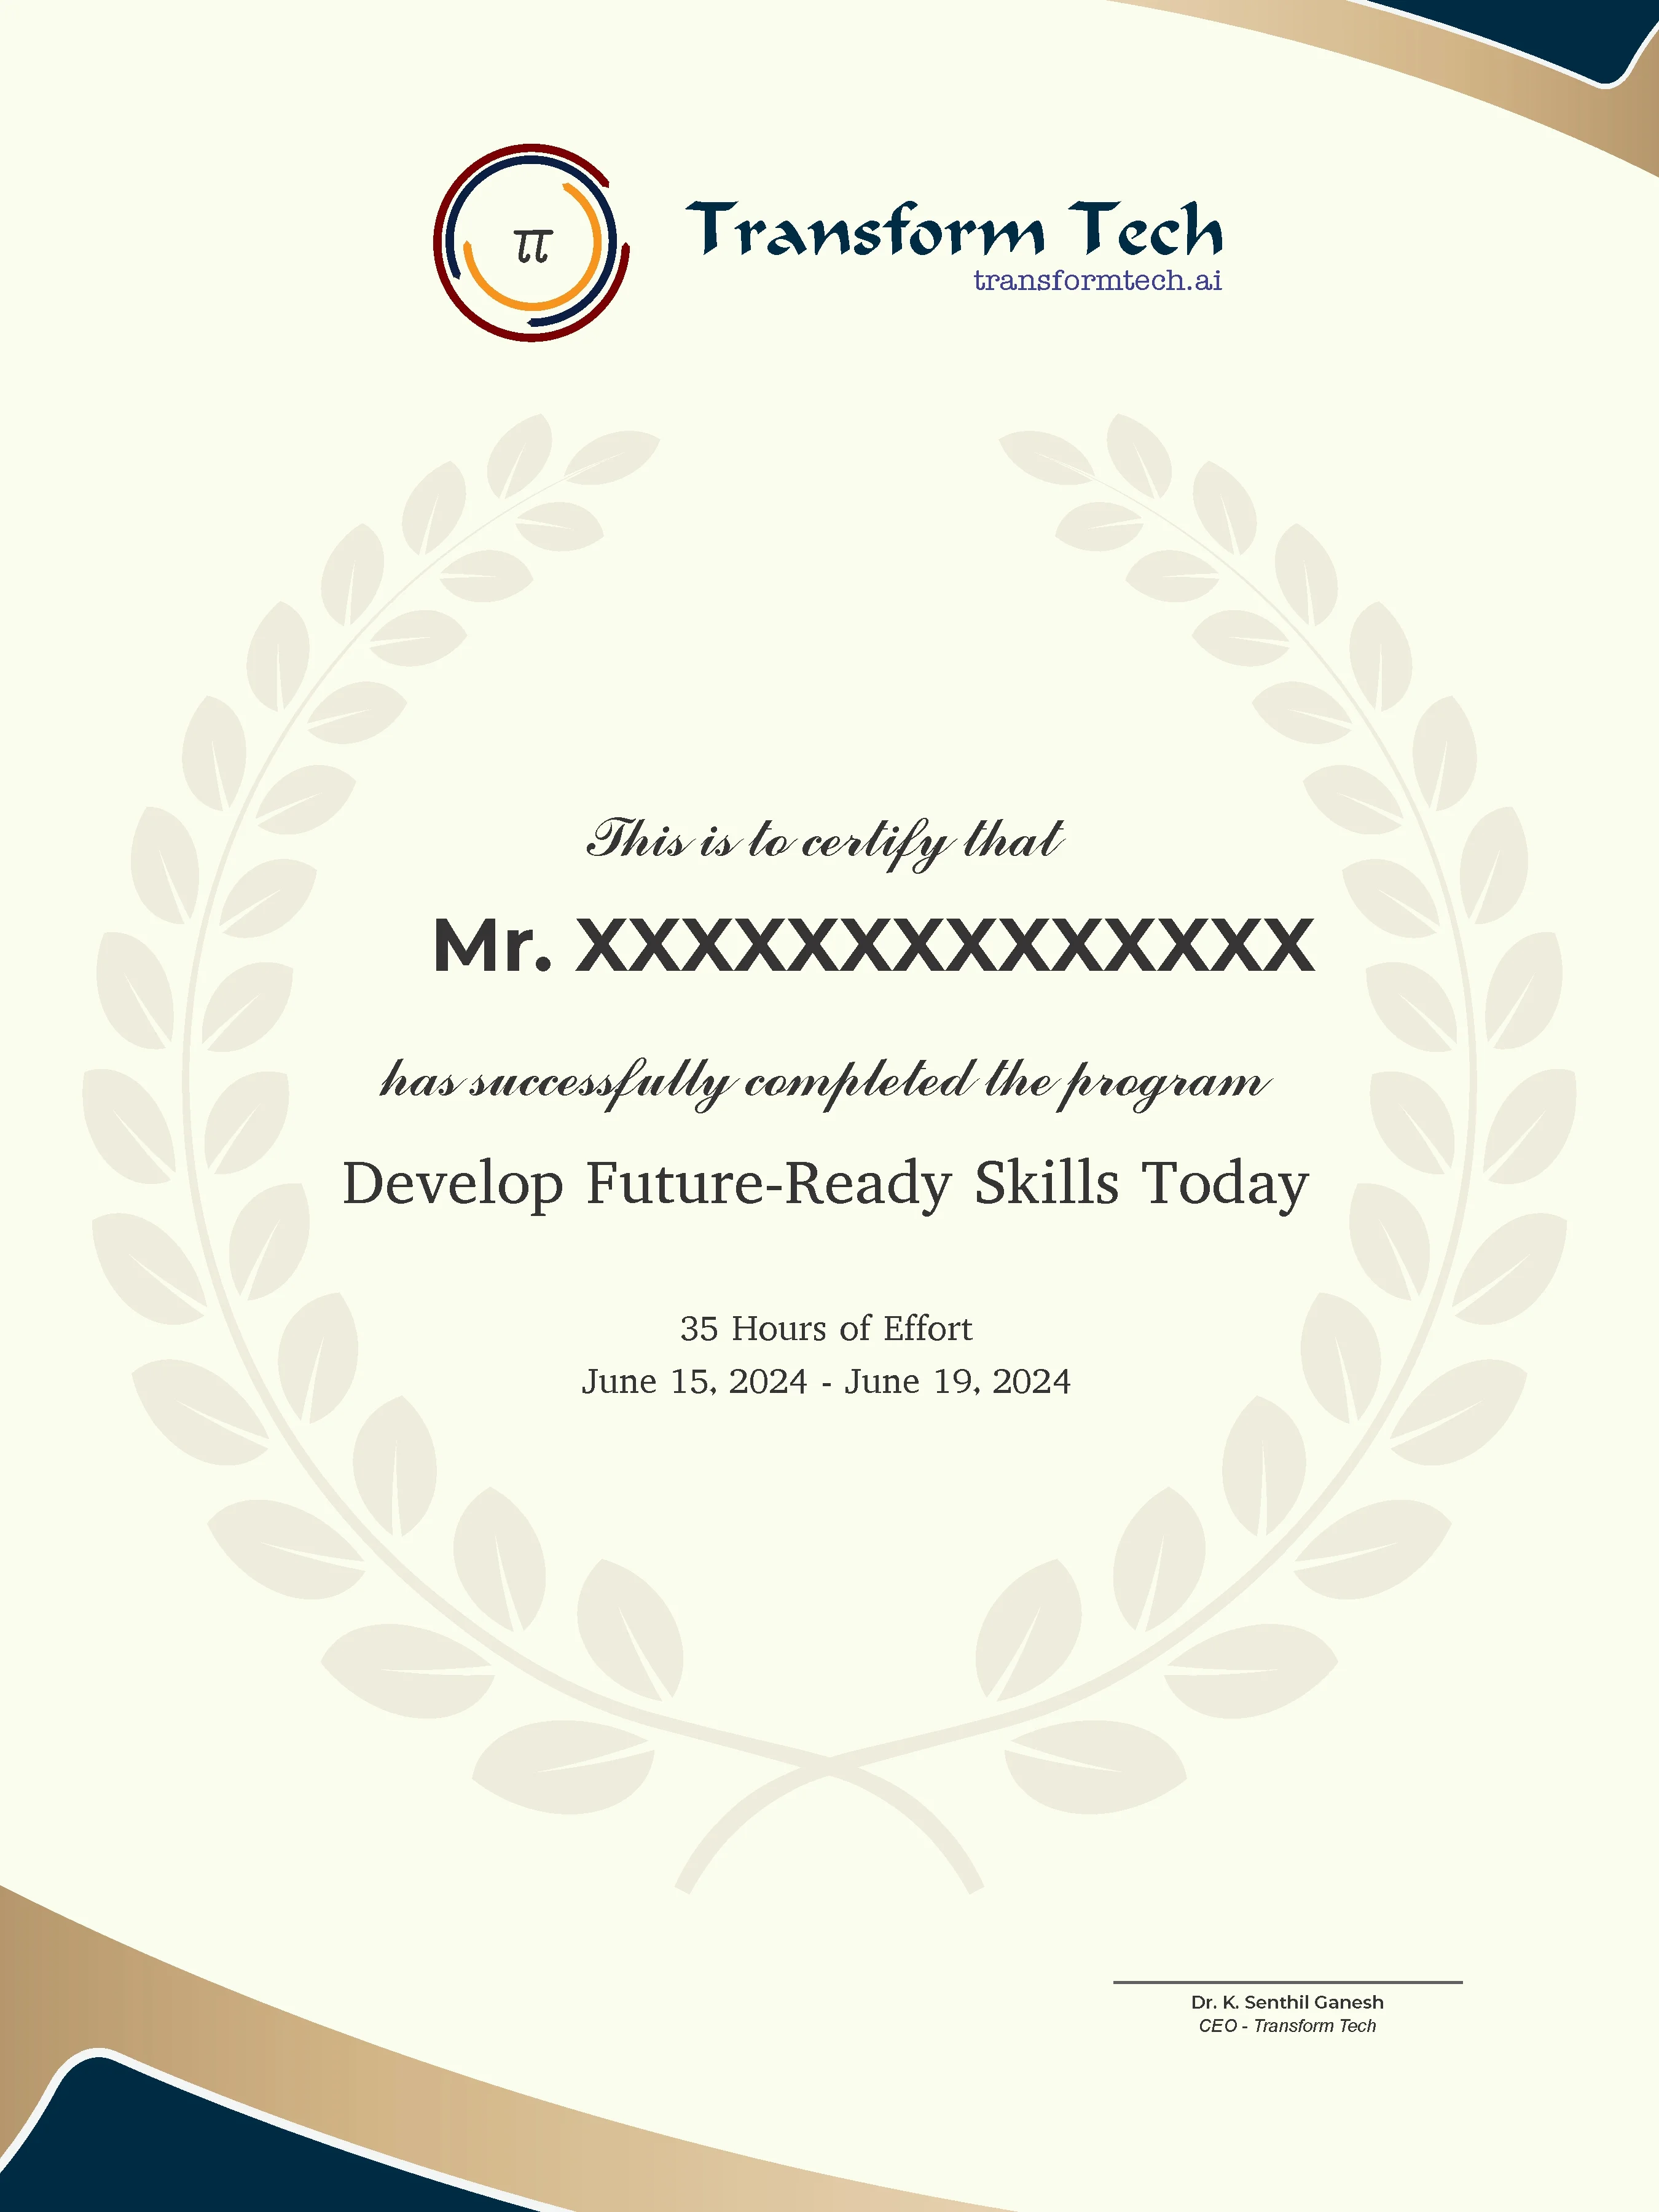 π
Transform Tech
transformtech.ai
This is to certify that
Mr. XXXXXXXXXXXXXX
has successfully completed the program
Develop Future-Ready Skills Today
35 Hours of Effort
June 15, 2024 - June 19, 2024
Dr. K. Senthil Ganesh
CEO - Transform Tech